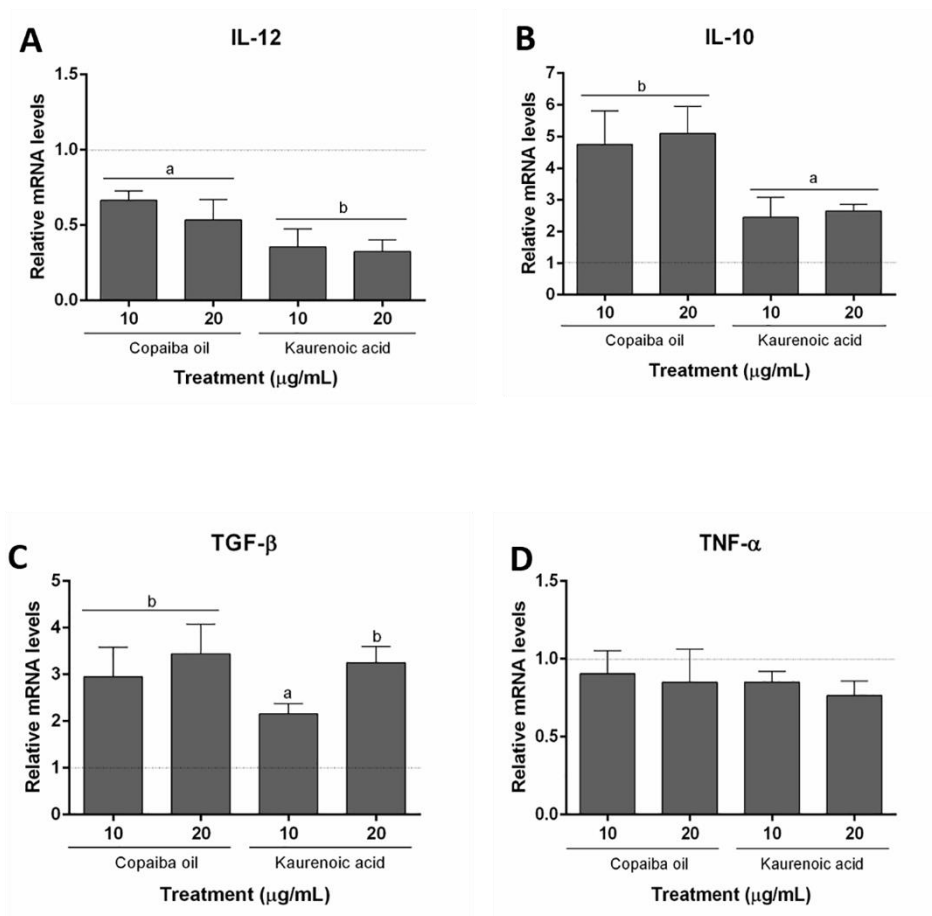 A
IL-12
Relative mRNA levels
1.5
1.0
0.5
0.0
a
b
10 20 10 20
Copaiba oil Kaurenoic acid
Treatment (μg/mL)
B
IL-10
Relative mRNA levels
7
6
5
4
3
2
1
0
b
a
10 20 10 20
Copaiba oil Kaurenoic acid
Treatment (μg/mL)
C
TGF-β
Relative mRNA levels
5
4
3
2
1
0
b
a
b
10 20 10 20
Copaiba oil Kaurenoic acid
Treatment (μg/mL)
D
TNF-α
Relative mRNA levels
1.5
1.0
0.5
0.0
10 20 10 20
Copaiba oil Kaurenoic acid
Treatment (μg/mL)